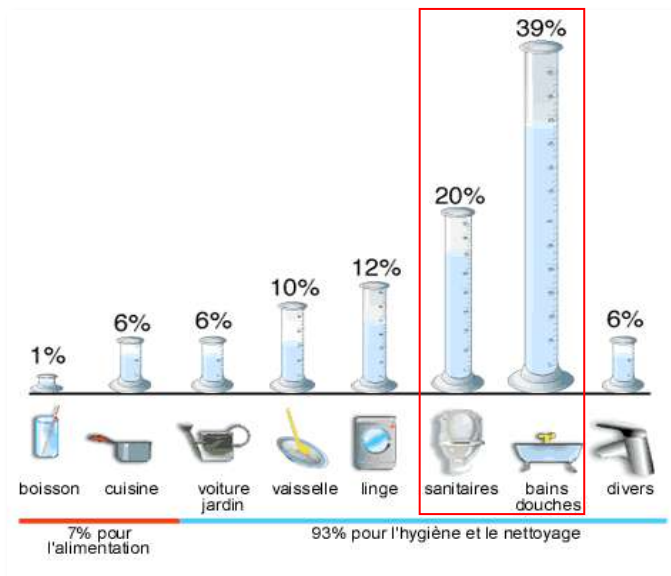 39%
20%
12%
10%
6%
6%
6%
1%
boisson
cuisine
voiture
jardin
vaisselle
linge
sanitaires
bains
douches
divers
7% pour
l'alimentation
93% pour l'hygiène et le nettoyage